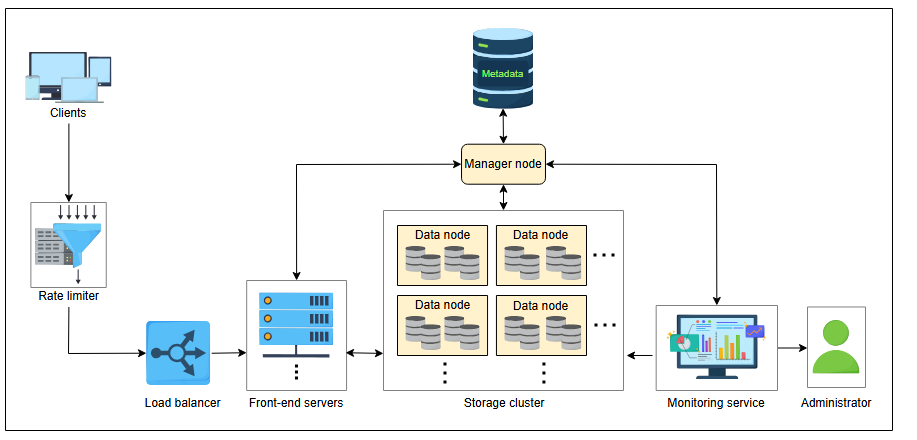 Metadata
Clients
Manager node
Data node
Data node
Rate limiter
Data node
Data node
Load balancer
Front-end servers
Storage cluster
Monitoring service
Administrator